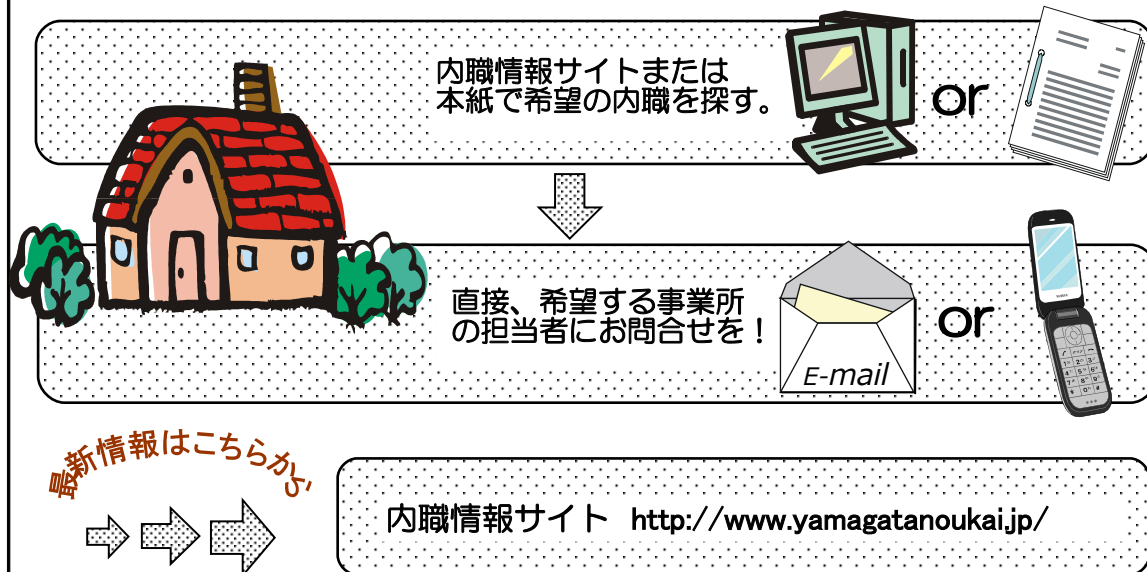 内職情報サイトまたは
本紙で希望の内職を探す。
or
直接、希望する事業所
の担当者にお問合せを！
E-mail
or
最新情報はこちらから
内職情報サイト http://www.yamagatanoukai.jp/